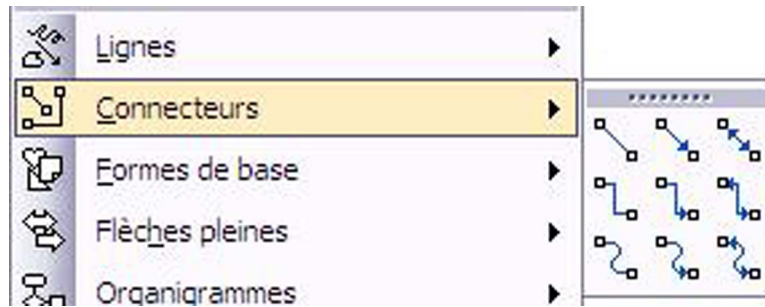 Lignes
Connecteurs
Formes de base
Flèches pleines
Organigrammes